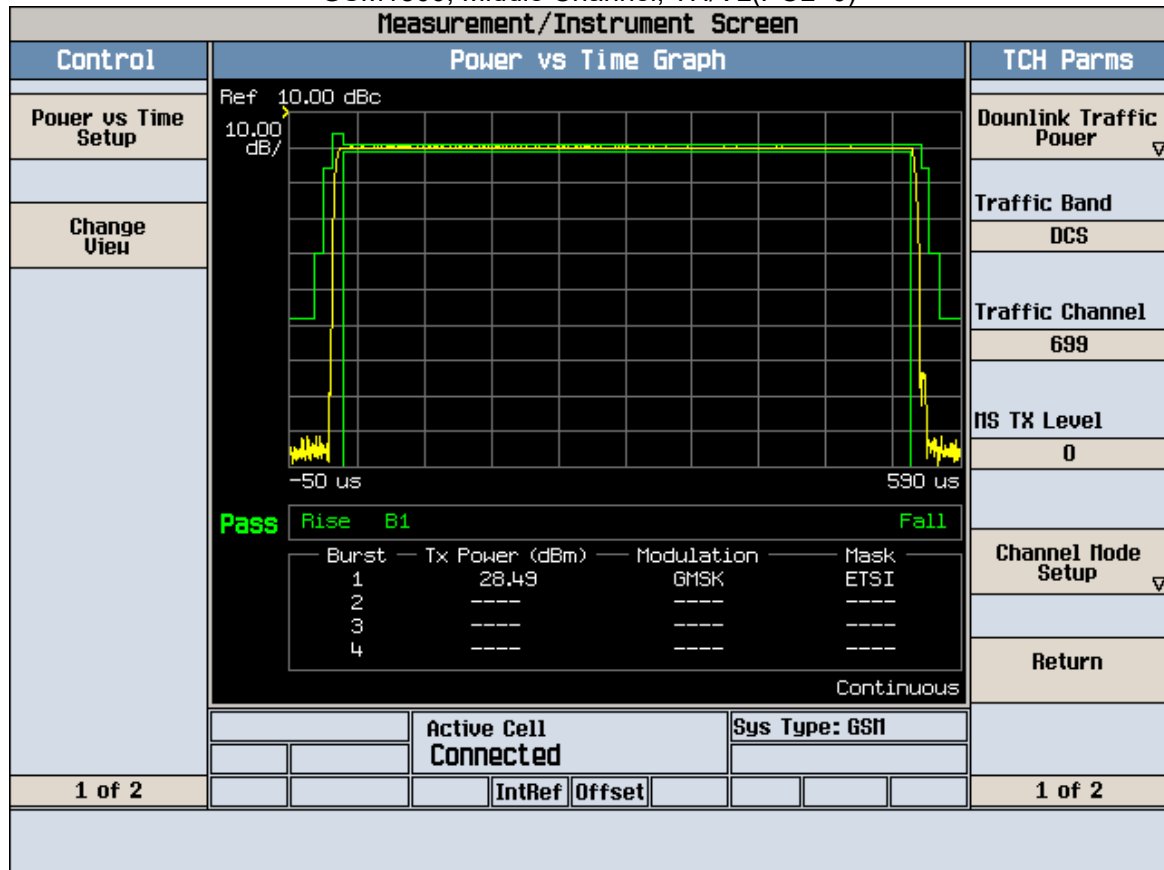 Measurement/Instrument Screen
Control
Power vs Time Graph
TCH Parms
Power vs Time
Setup
Change
View
1 of 2
Ref 10.00 dBc
10.00
dB/
-50 us
590 us
Pass
Rise B1
Fall
Burst Tx Power (dBm) Modulation Mask
1 28.49 GMSK ETSI
2 ---- ---- ----
3 ---- ---- ----
4 ---- ---- ----
Continuous
Active Cell
Connected
Sys Type: GSM
IntRef Offset
Downlink Traffic
Power
Traffic Band
DCS
Traffic Channel
699
MS TX Level
0
Channel Mode
Setup
Return
1 of 2